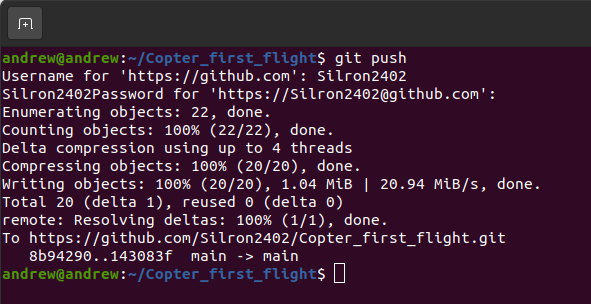 andrew@andrew:~/Copter_first_flight$ git push
Username for 'https://github.com': Silron2402
Silron2402Password for 'https://Silron2402@github.com':
Enumerating objects: 22, done.
Counting objects: 100% (22/22), done.
Delta compression using up to 4 threads
Compressing objects: 100% (20/20), done.
Writing objects: 100% (20/20), 1.04 MiB | 20.94 MiB/s, done.
Total 20 (delta 1), reused 0 (delta 0)
remote: Resolving deltas: 100% (1/1), done.
To https://github.com/Silron2402/Copter_first_flight.git
   8b94290..143083f  main -> main
andrew@andrew:~/Copter_first_flight$